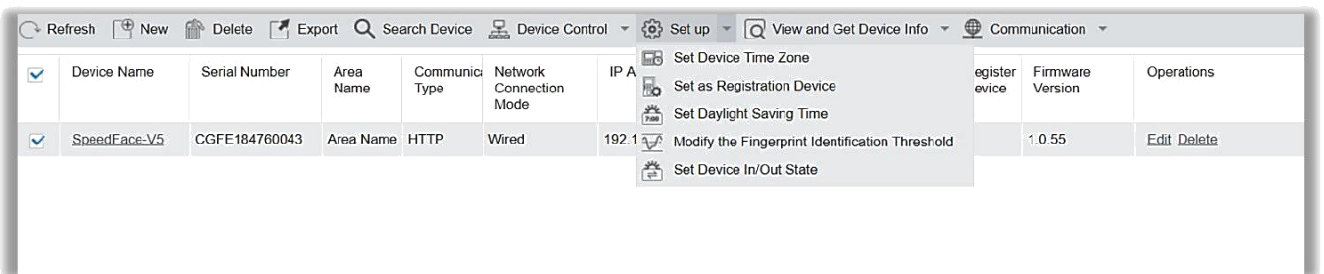 Refresh New Delete Export Search Device Device Control Set up View and Get Device Info Communication
Device Name Serial Number Area Name Communica Type Network Connection Mode IP A egister evice Firmware Version Operations
SpeedFace-V5 CGFE184760043 Area Name HTTP Wired 192.1 1.0.55 Edit Delete
Set Device Time Zone
Set as Registration Device
7:00 Set Daylight Saving Time
Modify the Fingerprint Identification Threshold
Set Device In/Out State